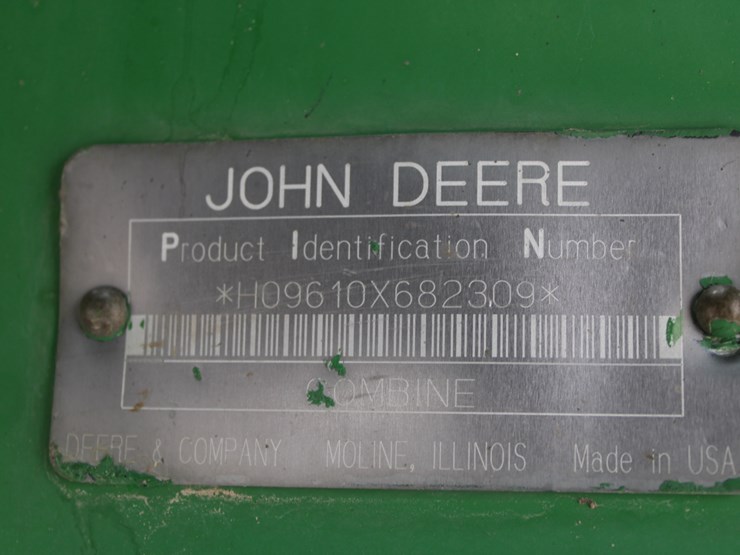 JOHN DEERE
Product Identification Number
*H09610X682309*
COMBINE
DEERE & COMPANY MOLINE, ILLINOIS Made in USA